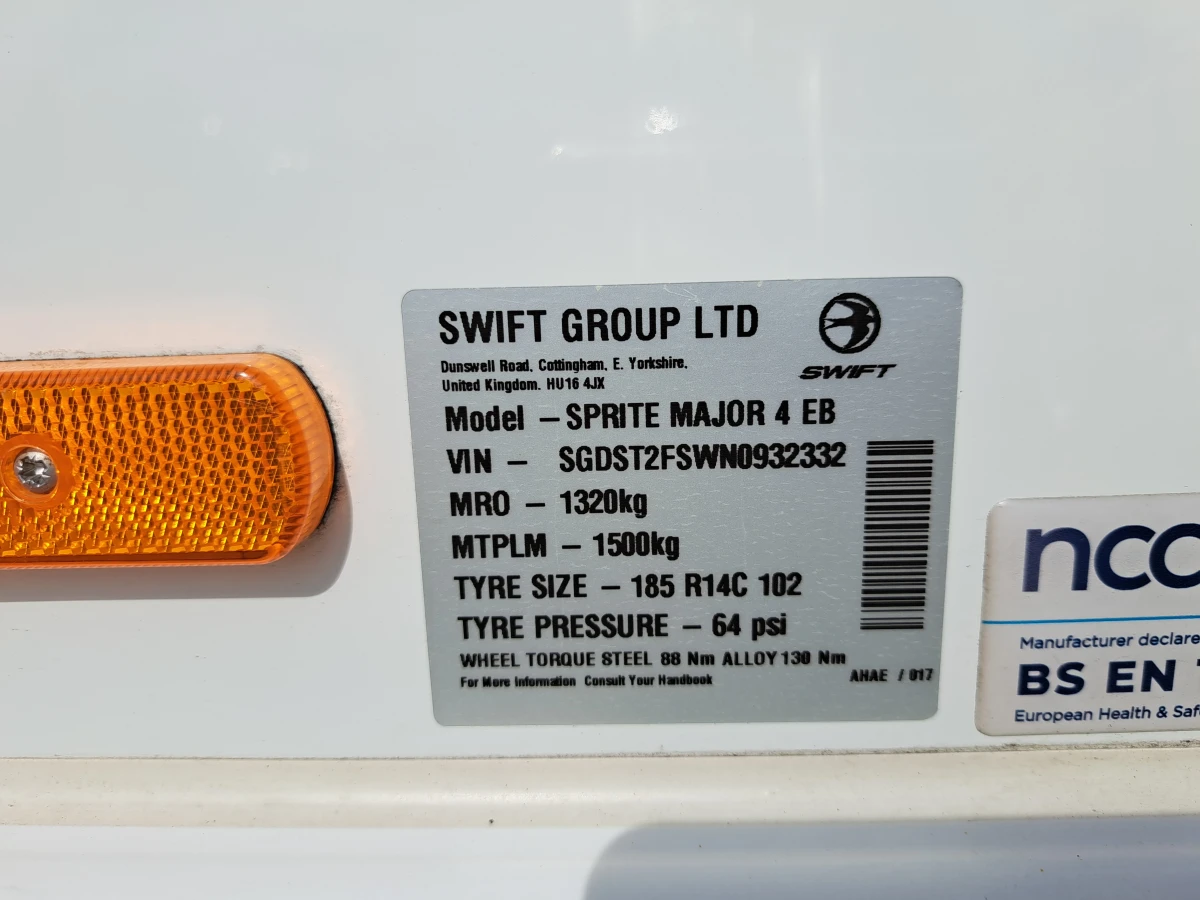 SWIFT GROUP LTD
Dunswell Road, Cottingham, E. Yorkshire,
United Kingdom. HU16 4JX
SWIFT
Model – SPRITE MAJOR 4 EB
VIN – SGDST2FSWN0932332
MRO – 1320kg
MTPLM – 1500kg
TYRE SIZE – 185 R14C 102
TYRE PRESSURE – 64 psi
WHEEL TORQUE STEEL 88 Nm ALLOY 130 Nm
For More Information Consult Your Handbook
AHAE / 017
ncc
Manufacturer declare
BS EN
European Health & Saf